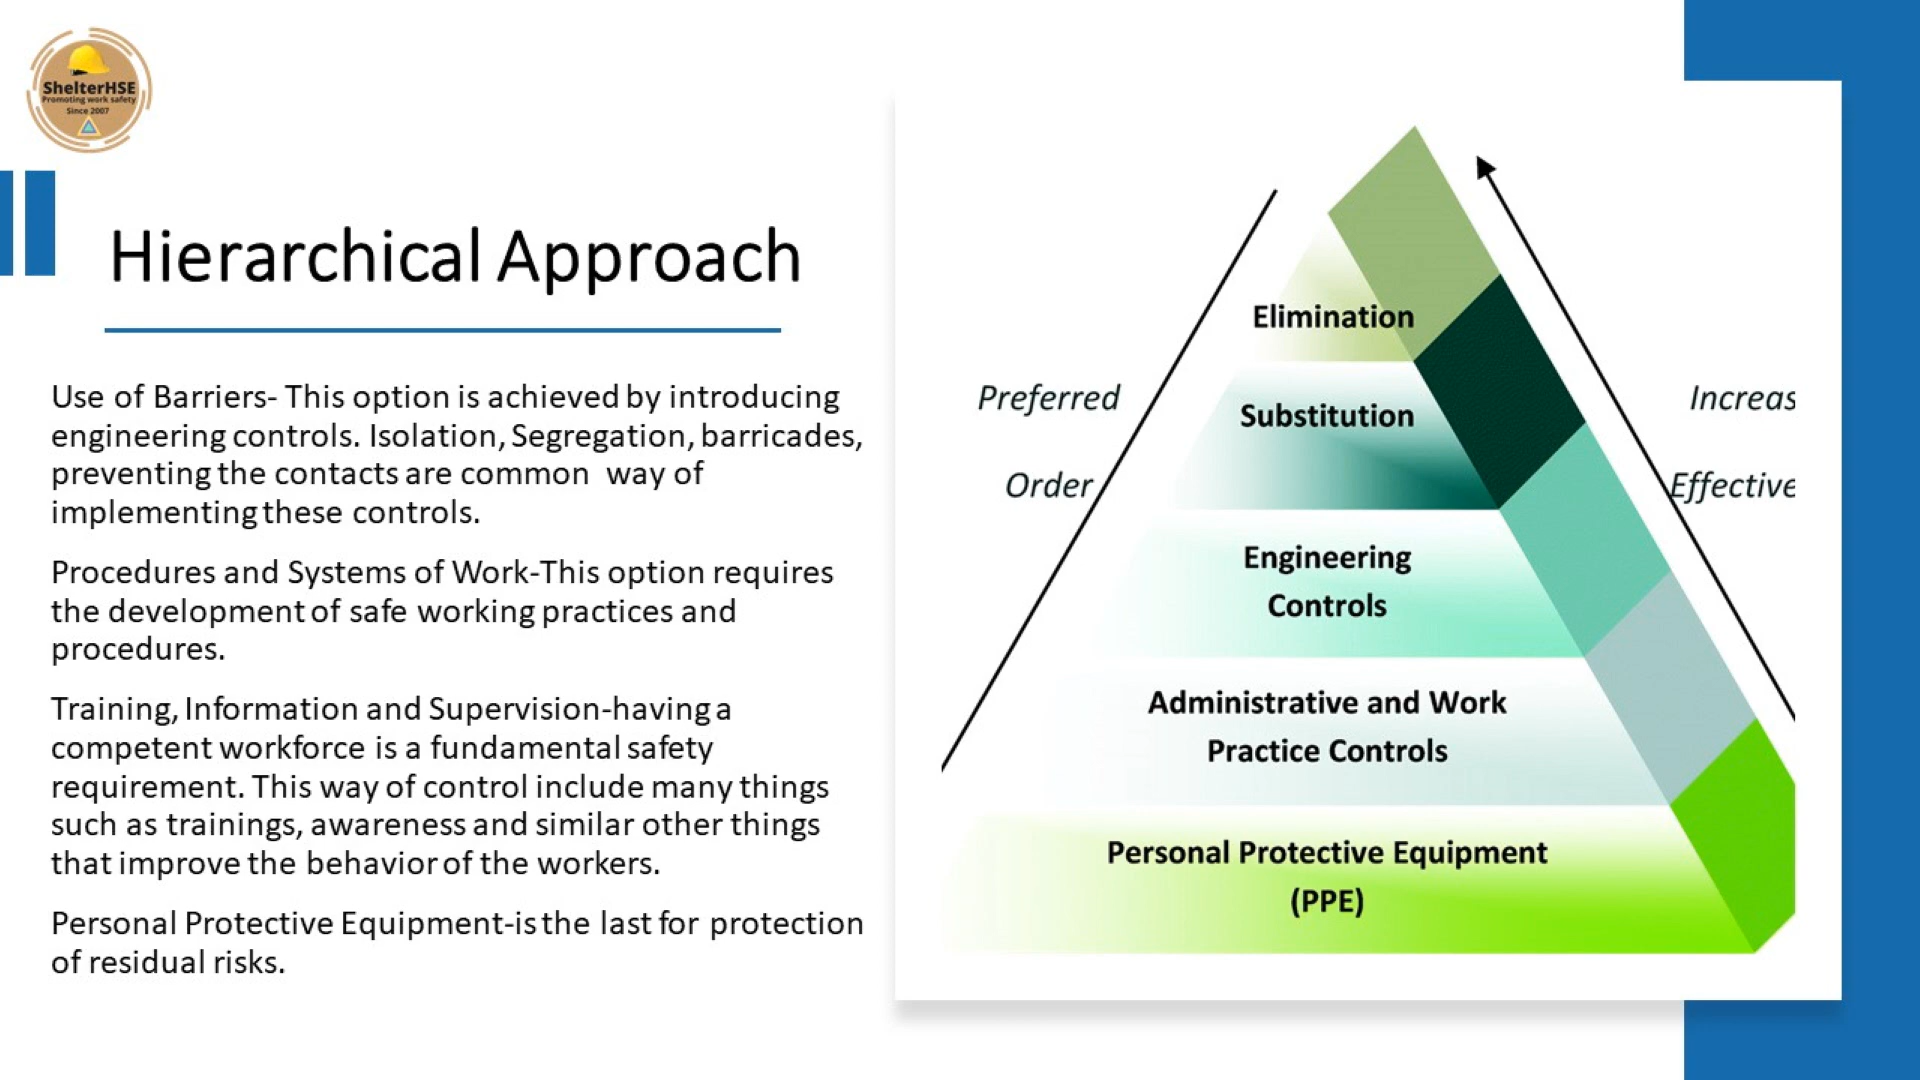 ShelterHSE
Promoting work safety
Since 2007
Hierarchical Approach
Use of Barriers- This option is achieved by introducing
engineering controls. Isolation, Segregation, barricades,
preventing the contacts are common way of
implementing these controls.
Procedures and Systems of Work-This option requires
the development of safe working practices and
procedures.
Training, Information and Supervision-having a
competent workforce is a fundamental safety
requirement. This way of control include many things
such as trainings, awareness and similar other things
that improve the behavior of the workers.
Personal Protective Equipment-is the last for protection
of residual risks.
Preferred
Order
Elimination
Substitution
Engineering
Controls
Administrative and Work
Practice Controls
Personal Protective Equipment
(PPE)
Increas
Effective